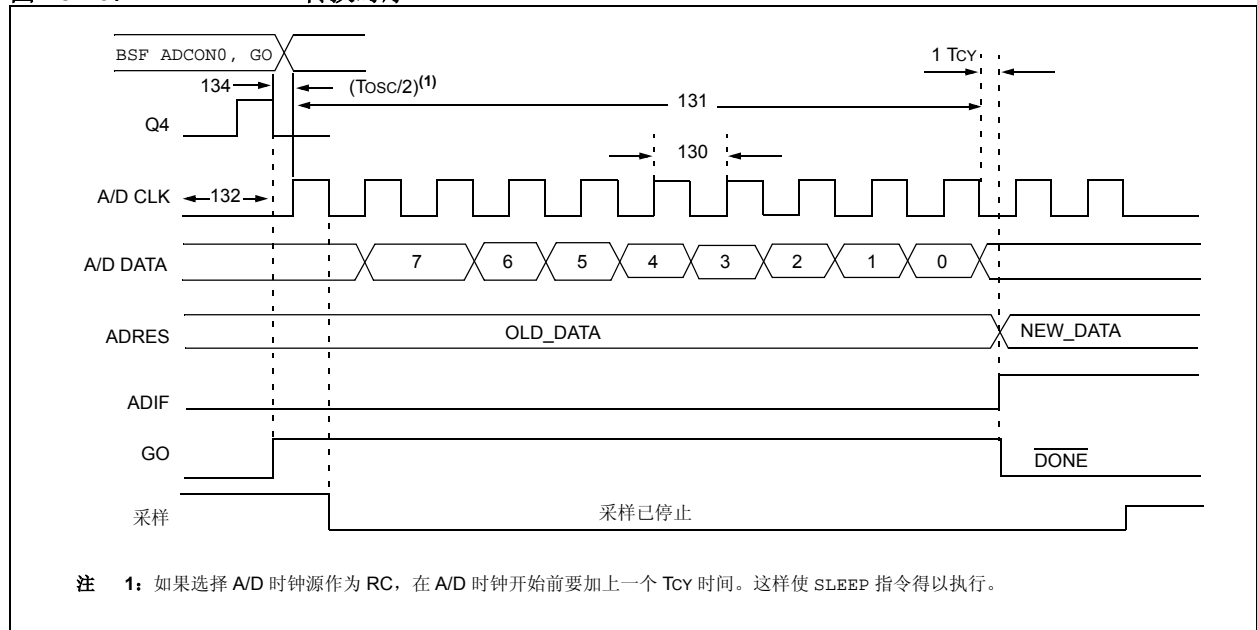 BSF ADCON0, GO
1 TCY
134
(TOSC/2)(1)
131
Q4
130
A/D CLK
132
A/D DATA
7 6 5 4 3 2 1 0
ADRES
OLD_DATA
NEW_DATA
ADIF
GO
DONE
采样
采样已停止
注 1：如果选择 A/D 时钟源作为 RC，在 A/D 时钟开始前要加上一个 TCY 时间。这样使 SLEEP 指令得以执行。